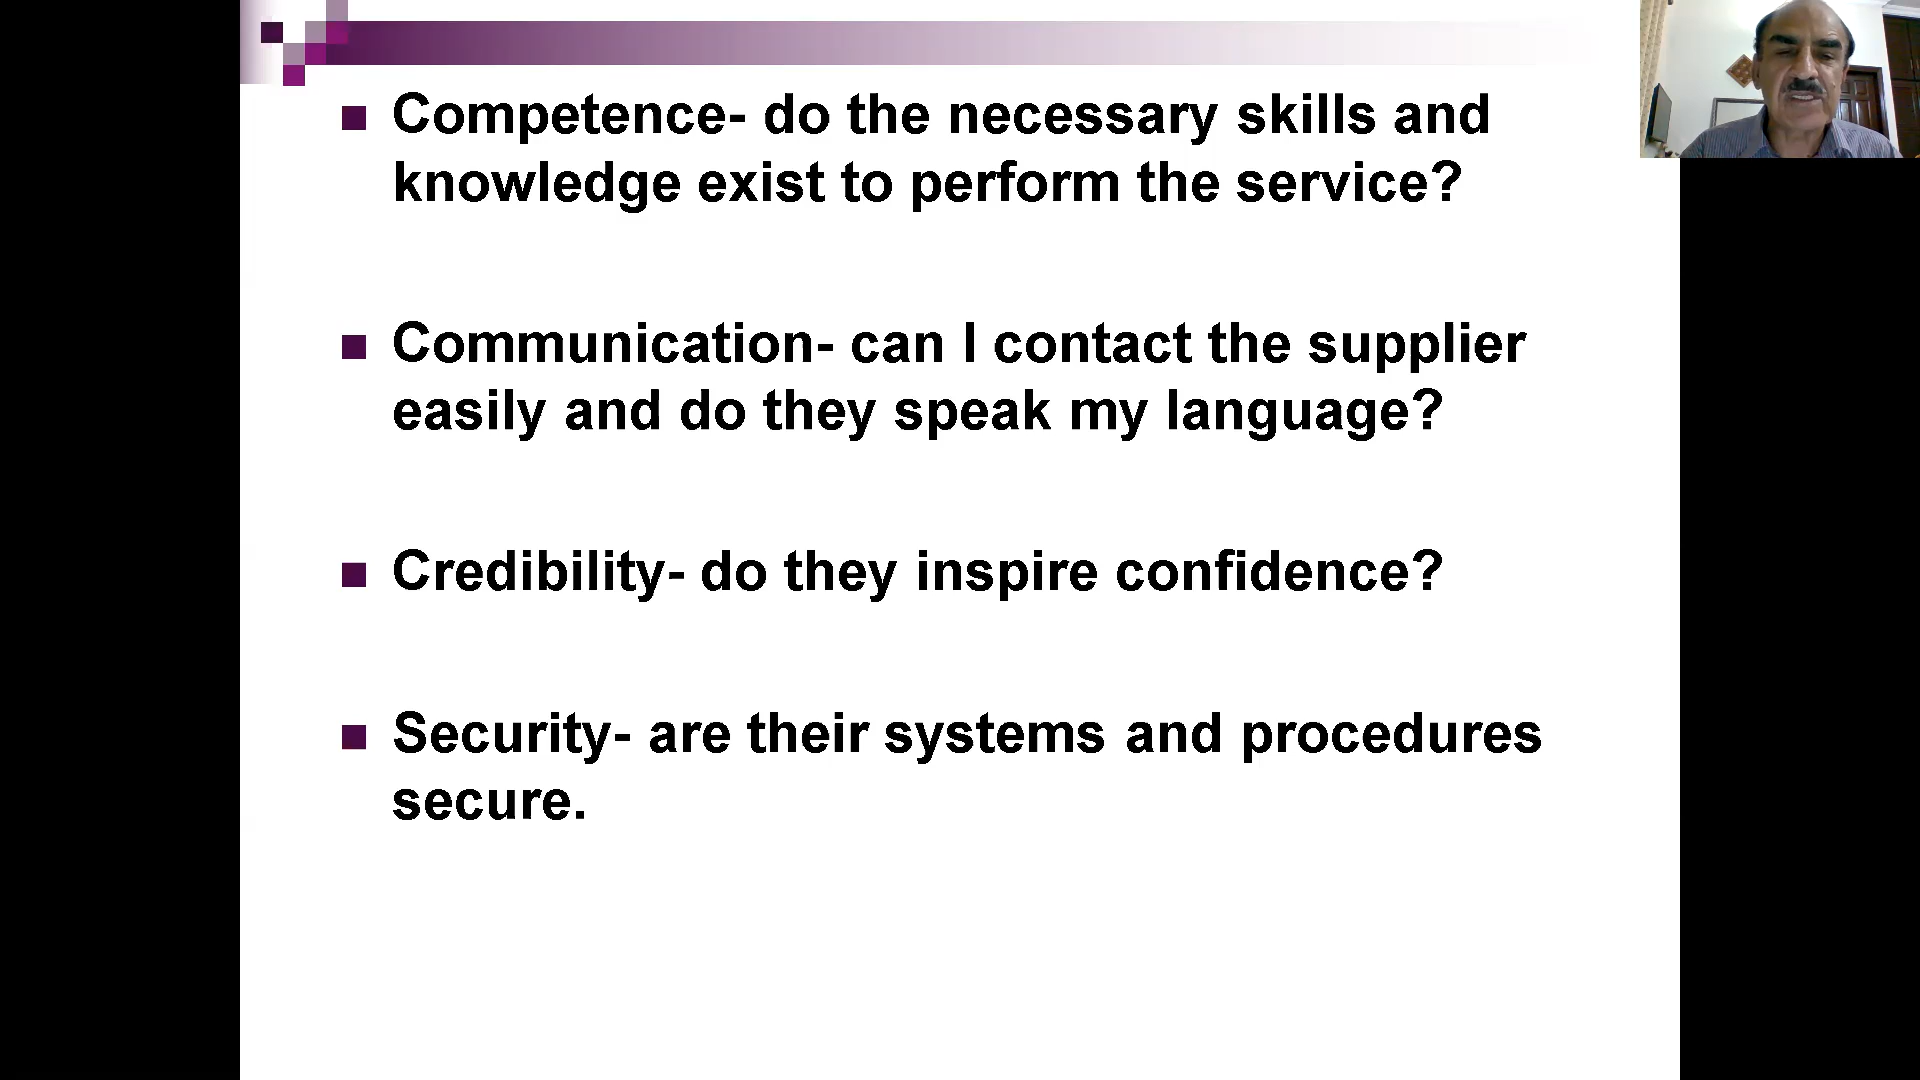 Competence- do the necessary skills and
knowledge exist to perform the service?
Communication- can I contact the supplier
easily and do they speak my language?
Credibility- do they inspire confidence?
Security- are their systems and procedures
secure.